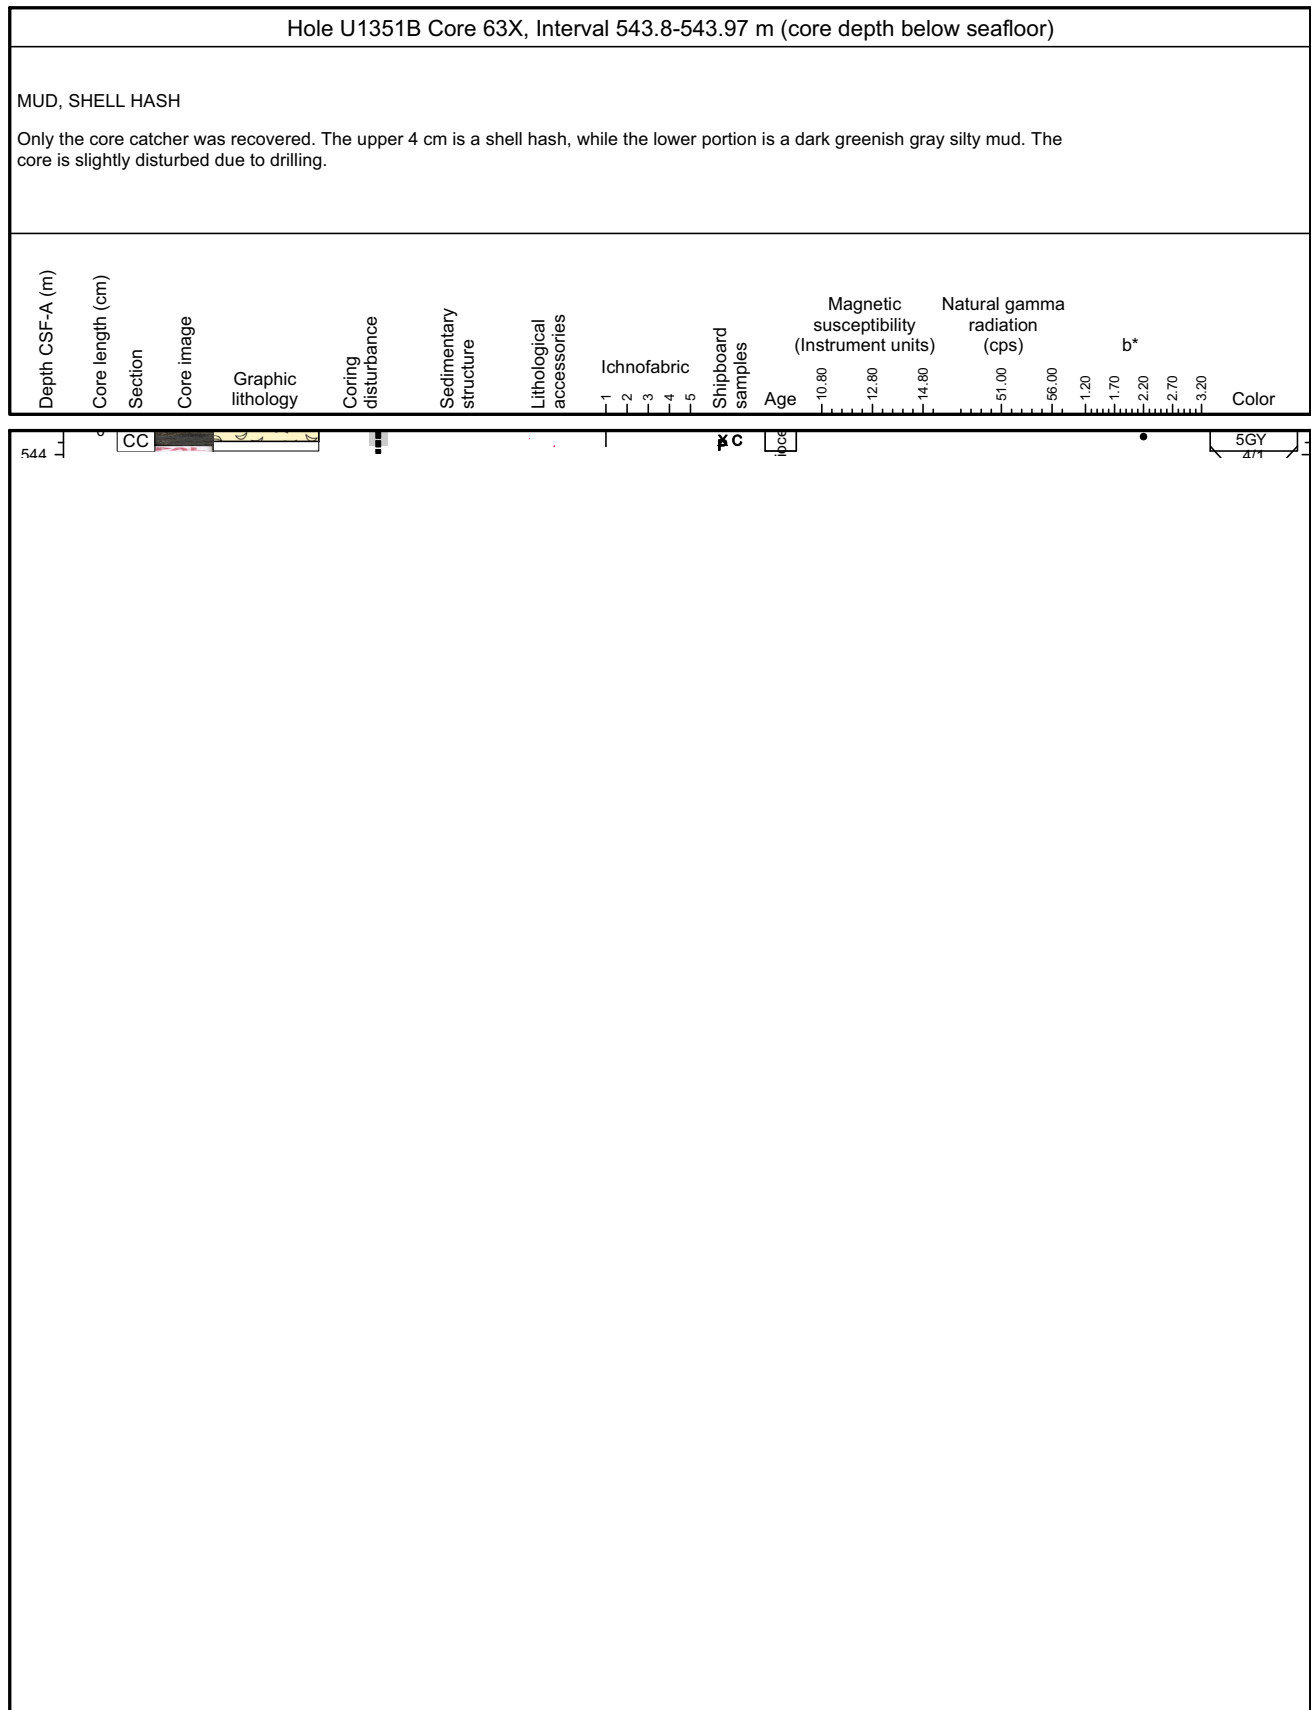 Hole U1351B Core 63X, Interval 543.8-543.97 m (core depth below seafloor)
MUD, SHELL HASH
Only the core catcher was recovered. The upper 4 cm is a shell hash, while the lower portion is a dark greenish gray silty mud. The
core is slightly disturbed due to drilling.
Depth CSF-A (m)
Core length (cm)
Section
Core image
Graphic
lithology
Coring
disturbance
Sedimentary
structure
Lithological
accessories
Ichnofabric
1 2 3 4 5
Shipboard
samples
Age
Magnetic
susceptibility
(Instrument units)
10.80 12.80 14.80
Natural gamma
radiation
(cps)
51.00 56.00
b*
1.20 1.70 2.20 2.70 3.20
Color
544
CC
C
5GY
4/1